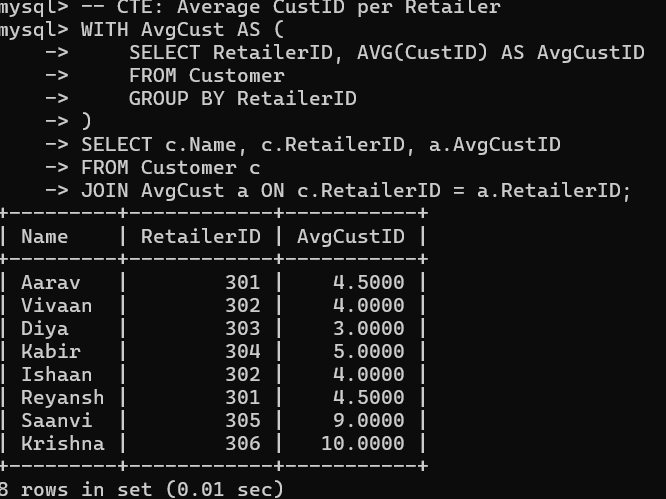 mysql> -- CTE: Average CustID per Retailer
mysql> WITH AvgCust AS (
    ->     SELECT RetailerID, AVG(CustID) AS AvgCustID
    ->     FROM Customer
    ->     GROUP BY RetailerID
    -> )
    -> SELECT c.Name, c.RetailerID, a.AvgCustID
    -> FROM Customer c
    -> JOIN AvgCust a ON c.RetailerID = a.RetailerID;
+---------+------------+-----------+
| Name    | RetailerID | AvgCustID |
+---------+------------+-----------+
| Aarav   |        301 |    4.5000 |
| Vivaan  |        302 |    4.0000 |
| Diya    |        303 |    3.0000 |
| Kabir   |        304 |    5.0000 |
| Ishaan  |        302 |    4.0000 |
| Reyansh |        301 |    4.5000 |
| Saanvi  |        305 |    9.0000 |
| Krishna |        306 |   10.0000 |
+---------+------------+-----------+
8 rows in set (0.01 sec)